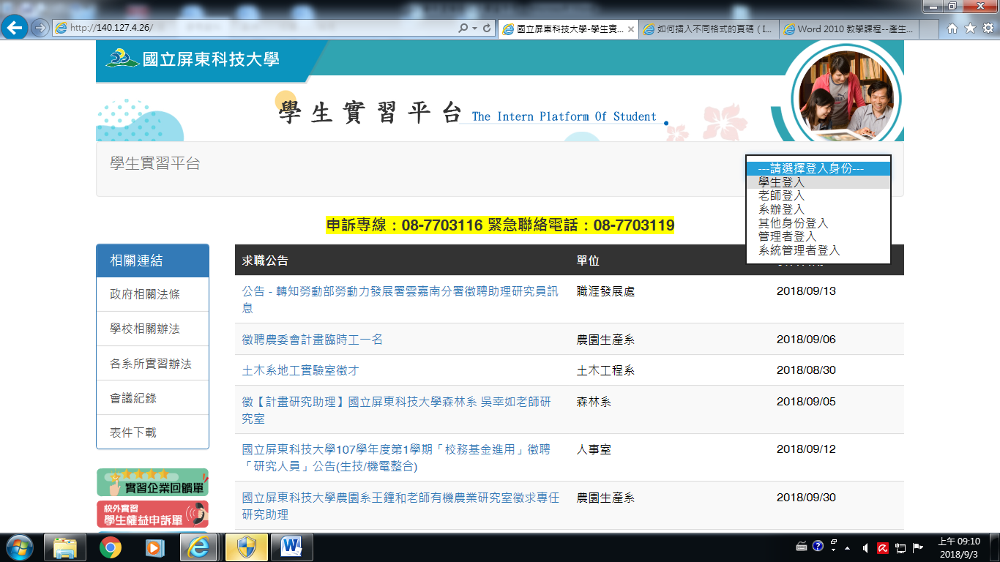 http://140.127.4.26/
國立屏東科技大學-學生實...
如何插入不同格式的頁碼（I...
Word 2010 教學課程--產生...
國立屏東科技大學
學生實習平台 The Intern Platform Of Student
學生實習平台
---請選擇登入身份---
學生登入
老師登入
系辦登入
其他身份登入
管理者登入
系統管理者登入
申訴專線：08-7703116 緊急聯絡電話：08-7703119
相關連結
政府相關法條
學校相關辦法
各系所實習辦法
會議紀錄
表件下載
實習企業回饋單
校外實習
學生權益申訴單
求職公告 單位
公告 - 轉知勞動部勞動力發展署雲嘉南分署徵聘助理研究員訊 職涯發展處 2018/09/13
息
徵聘農委會計畫臨時工一名 農園生產系 2018/09/06
土木系地工實驗室徵才 土木工程系 2018/08/30
徵【計畫研究助理】國立屏東科技大學森林系 吳幸如老師研 森林系 2018/09/05
究室
國立屏東科技大學107學年度第1學期「校務基金進用」徵聘 人事室 2018/09/12
「研究人員」公告(生技/機電整合)
國立屏東科技大學農園系王鐘和老師有機農業研究室徵求專任 農園生產系 2018/09/30
研究助理
上午 09:10
2018/9/3